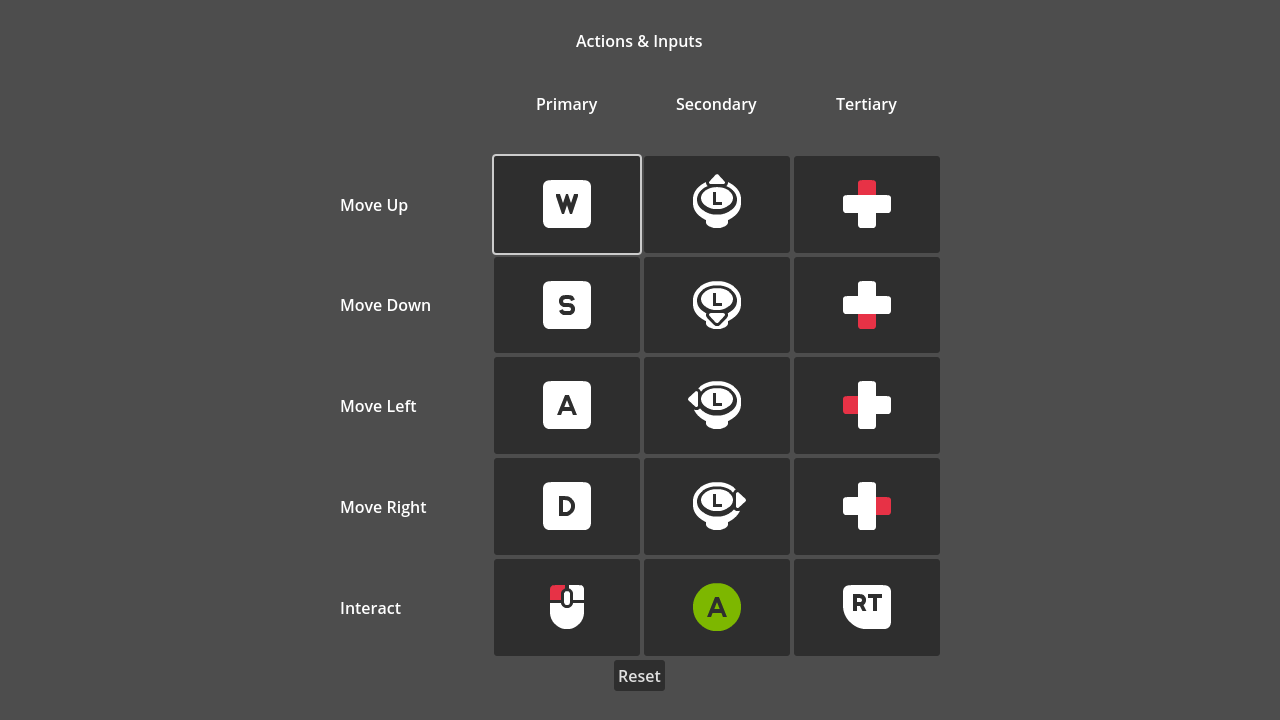 Actions & Inputs
Primary Secondary Tertiary
Move Up W L
Move Down S L
Move Left A L
Move Right D L
Interact A RT
Reset